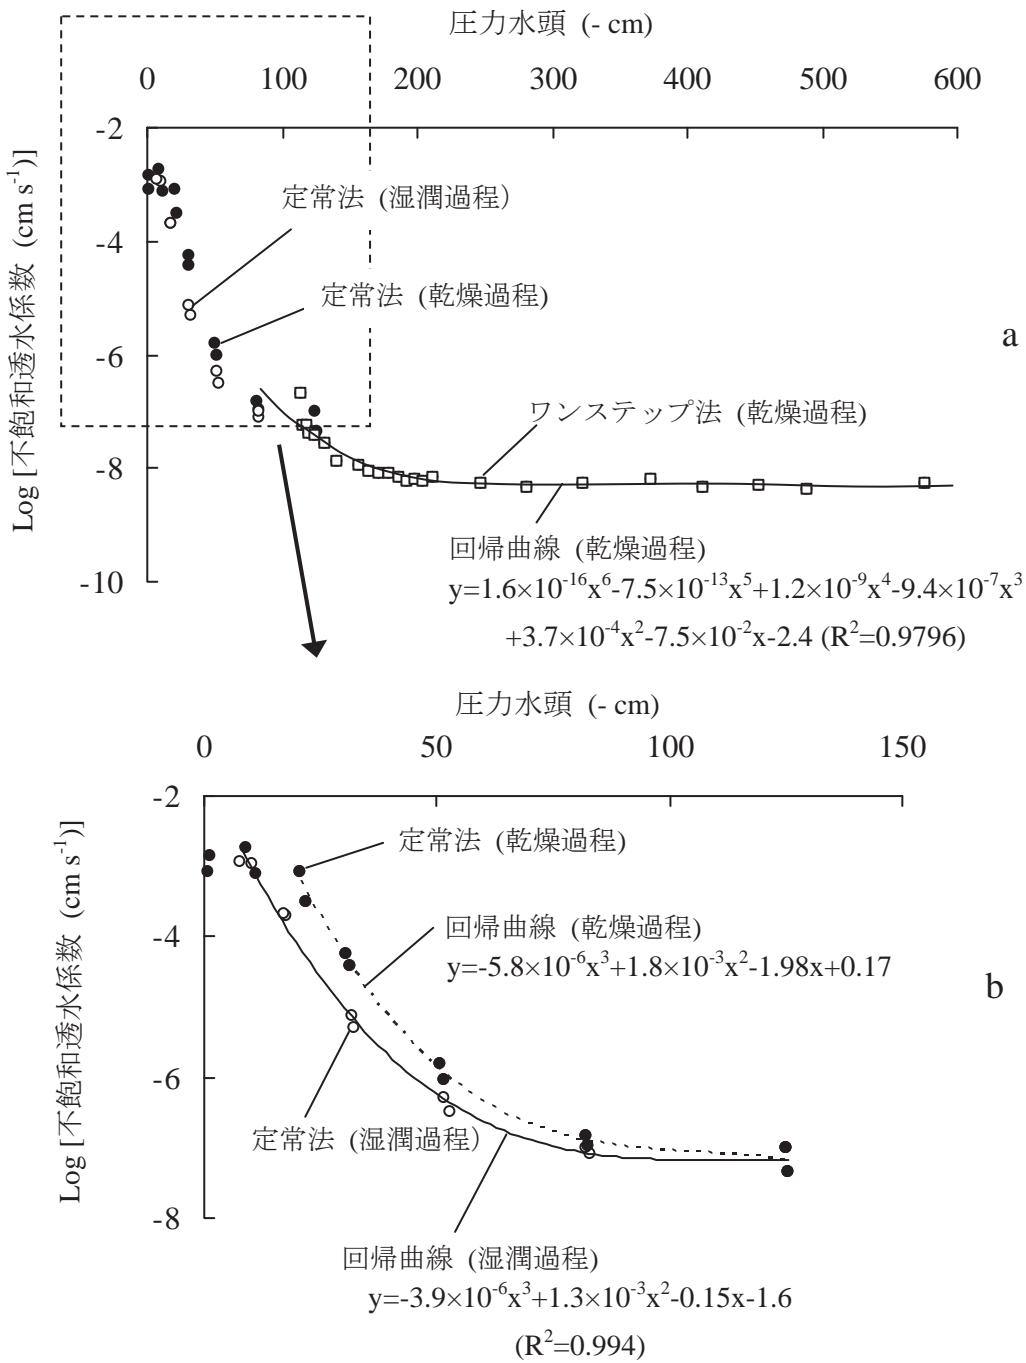 圧力水頭 (- cm)
0 100 200 300 400 500 600
-2
-4
-6
-8
-10
Log [不飽和透水係数 (cm s⁻¹)]
定常法 (湿潤過程)
定常法 (乾燥過程)
a
ワンステップ法 (乾燥過程)
回帰曲線 (乾燥過程)
y=1.6×10⁻¹⁶x⁶-7.5×10⁻¹³x⁵+1.2×10⁻⁹x⁴-9.4×10⁻⁷x³
+3.7×10⁻⁴x²-7.5×10⁻²x-2.4 (R²=0.9796)
圧力水頭 (- cm)
0 50 100 150
-2
-4
-6
-8
Log [不飽和透水係数 (cm s⁻¹)]
定常法 (乾燥過程)
回帰曲線 (乾燥過程)
y=-5.8×10⁻⁶x³+1.8×10⁻³x²-1.98x+0.17
b
定常法 (湿潤過程)
回帰曲線 (湿潤過程)
y=-3.9×10⁻⁶x³+1.3×10⁻³x²-0.15x-1.6
(R²=0.994)